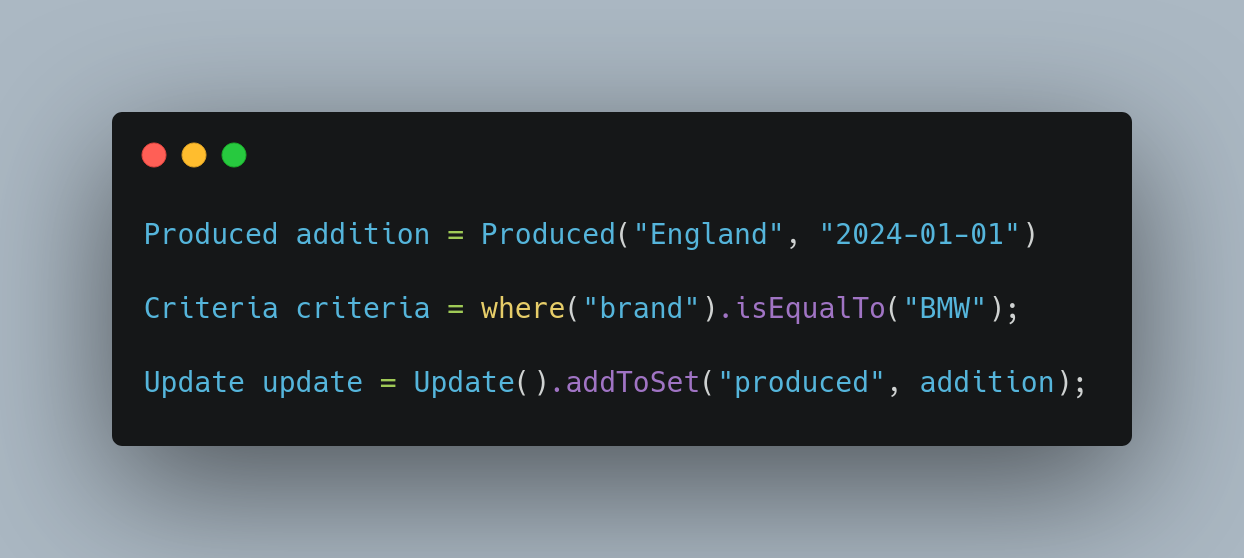 Produced addition = Produced("England", "2024-01-01")
Criteria criteria = where("brand").isEqualTo("BMW");
Update update = Update().addToSet("produced", addition);